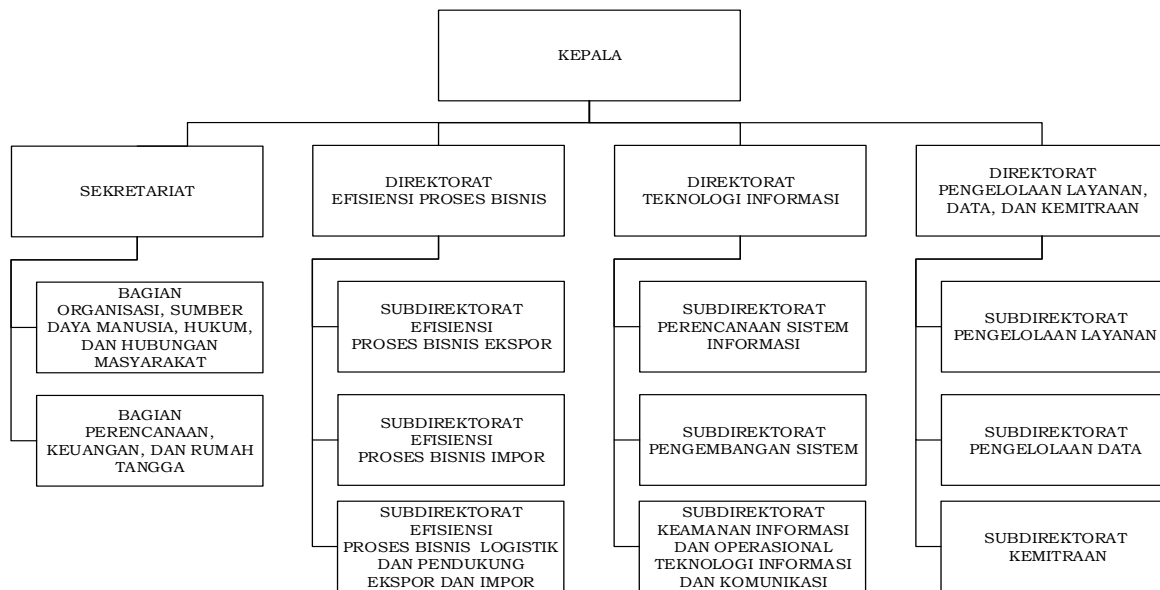 KEPALA
SEKRETARIAT
DIREKTORAT
EFISIENSI PROSES BISNIS
DIREKTORAT
TEKNOLOGI INFORMASI
DIREKTORAT
PENGELOLAAN LAYANAN,
DATA, DAN KEMITRAAN
BAGIAN
ORGANISASI, SUMBER
DAYA MANUSIA, HUKUM,
DAN HUBUNGAN
MASYARAKAT
SUBDIREKTORAT
EFISIENSI
PROSES BISNIS EKSPOR
SUBDIREKTORAT
PERENCANAAN SISTEM
INFORMASI
SUBDIREKTORAT
PENGELOLAAN LAYANAN
BAGIAN
PERENCANAAN,
KEUANGAN, DAN RUMAH
TANGGA
SUBDIREKTORAT
EFISIENSI
PROSES BISNIS IMPOR
SUBDIREKTORAT
PENGEMBANGAN SISTEM
SUBDIREKTORAT
PENGELOLAAN DATA
SUBDIREKTORAT
EFISIENSI
PROSES BISNIS LOGISTIK
DAN PENDUKUNG
EKSPOR DAN IMPOR
SUBDIREKTORAT
KEAMANAN INFORMASI
DAN OPERASIONAL
TEKNOLOGI INFORMASI
DAN KOMUNIKASI
SUBDIREKTORAT
KEMITRAAN